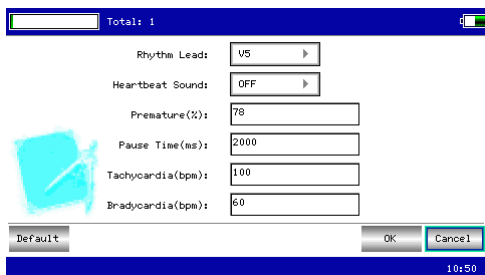 Total: 1
Rhythm Lead: V5
Heartbeat Sound: OFF
Premature(%): 78
Pause Time(ms): 2000
Tachycardia(bpm): 100
Bradycardia(bpm): 60
Default OK Cancel
10:50